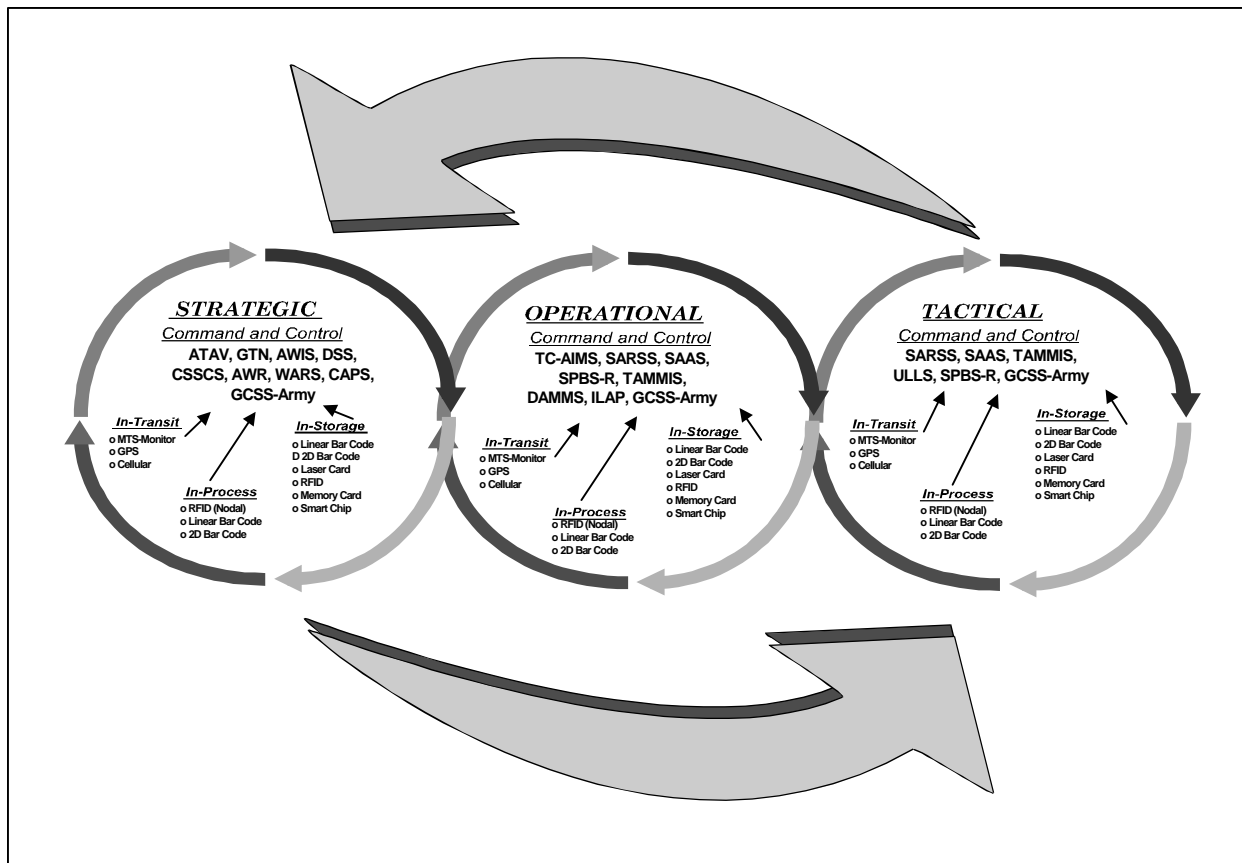 STRATEGIC
Command and Control
ATAV, GTN, AWIS, DSS,
CSSCS, AWR, WARS, CAPS,
GCSS-Army
In-Transit
o MTS-Monitor
o GPS
o Cellular
In-Process
o RFID (Nodal)
o Linear Bar Code
o 2D Bar Code
In-Storage
o Linear Bar Code
D 2D Bar Code
o Laser Card
o RFID
o Memory Card
o Smart Chip
OPERATIONAL
Command and Control
TC-AIMS, SARSS, SAAS,
SPBS-R, TAMMIS,
DAMMS, ILAP, GCSS-Army
In-Transit
o MTS-Monitor
o GPS
o Cellular
In-Process
o RFID (Nodal)
o Linear Bar Code
o 2D Bar Code
In-Storage
o Linear Bar Code
o 2D Bar Code
o Laser Card
o RFID
o Memory Card
o Smart Chip
TACTICAL
Command and Control
SARSS, SAAS, TAMMIS,
ULLS, SPBS-R, GCSS-Army
In-Transit
o MTS-Monitor
o GPS
o Cellular
In-Process
o RFID (Nodal)
o Linear Bar Code
o 2D Bar Code
In-Storage
o Linear Bar Code
o 2D Bar Code
o Laser Card
o RFID
o Memory Card
o Smart Chip